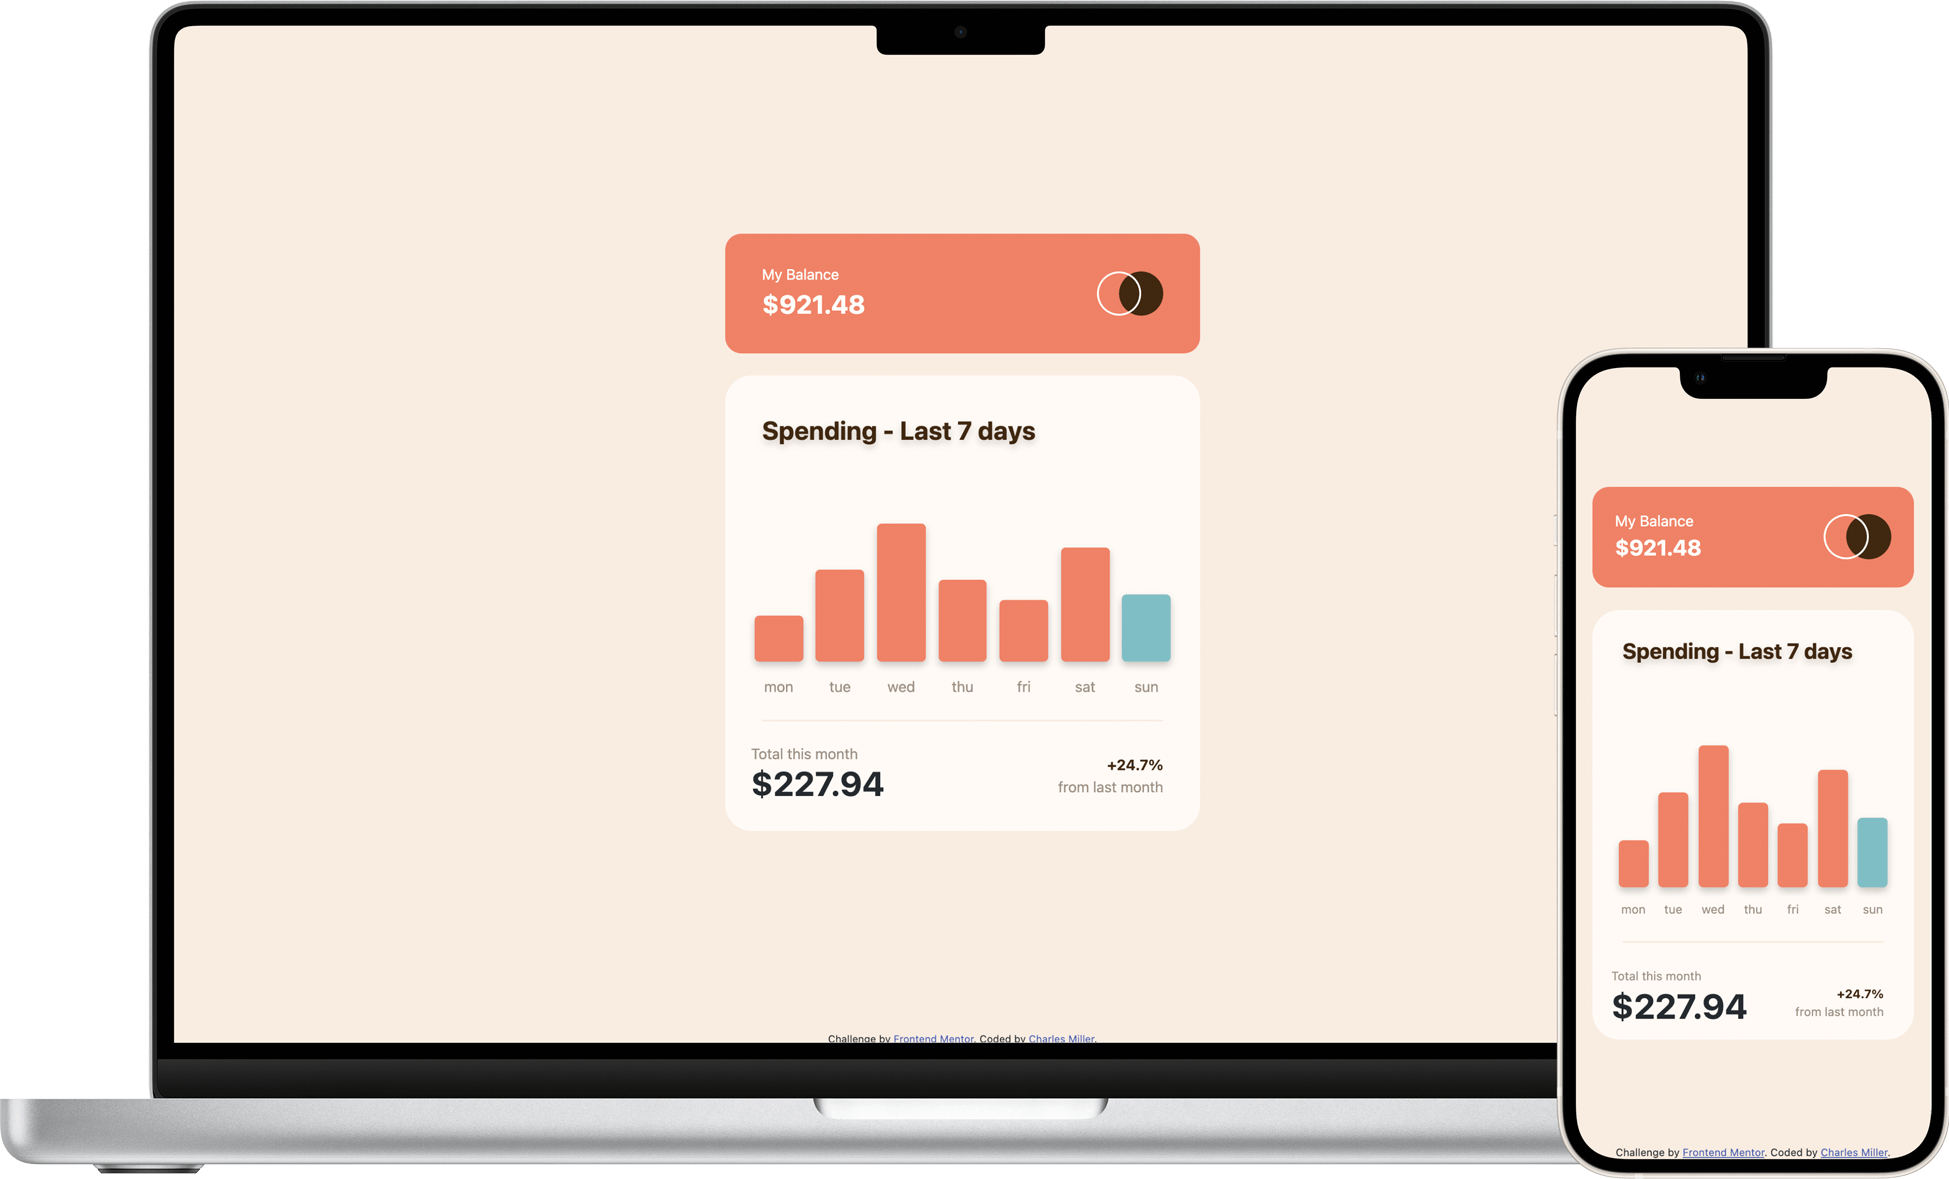 My Balance
$921.48
Spending - Last 7 days
mon tue wed thu fri sat sun
Total this month
$227.94
+24.7%
from last month
Challenge by Frontend Mentor. Coded by Charles Miller.
My Balance
$921.48
Spending - Last 7 days
mon tue wed thu fri sat sun
Total this month
$227.94
+24.7%
from last month
Challenge by Frontend Mentor. Coded by Charles Miller.